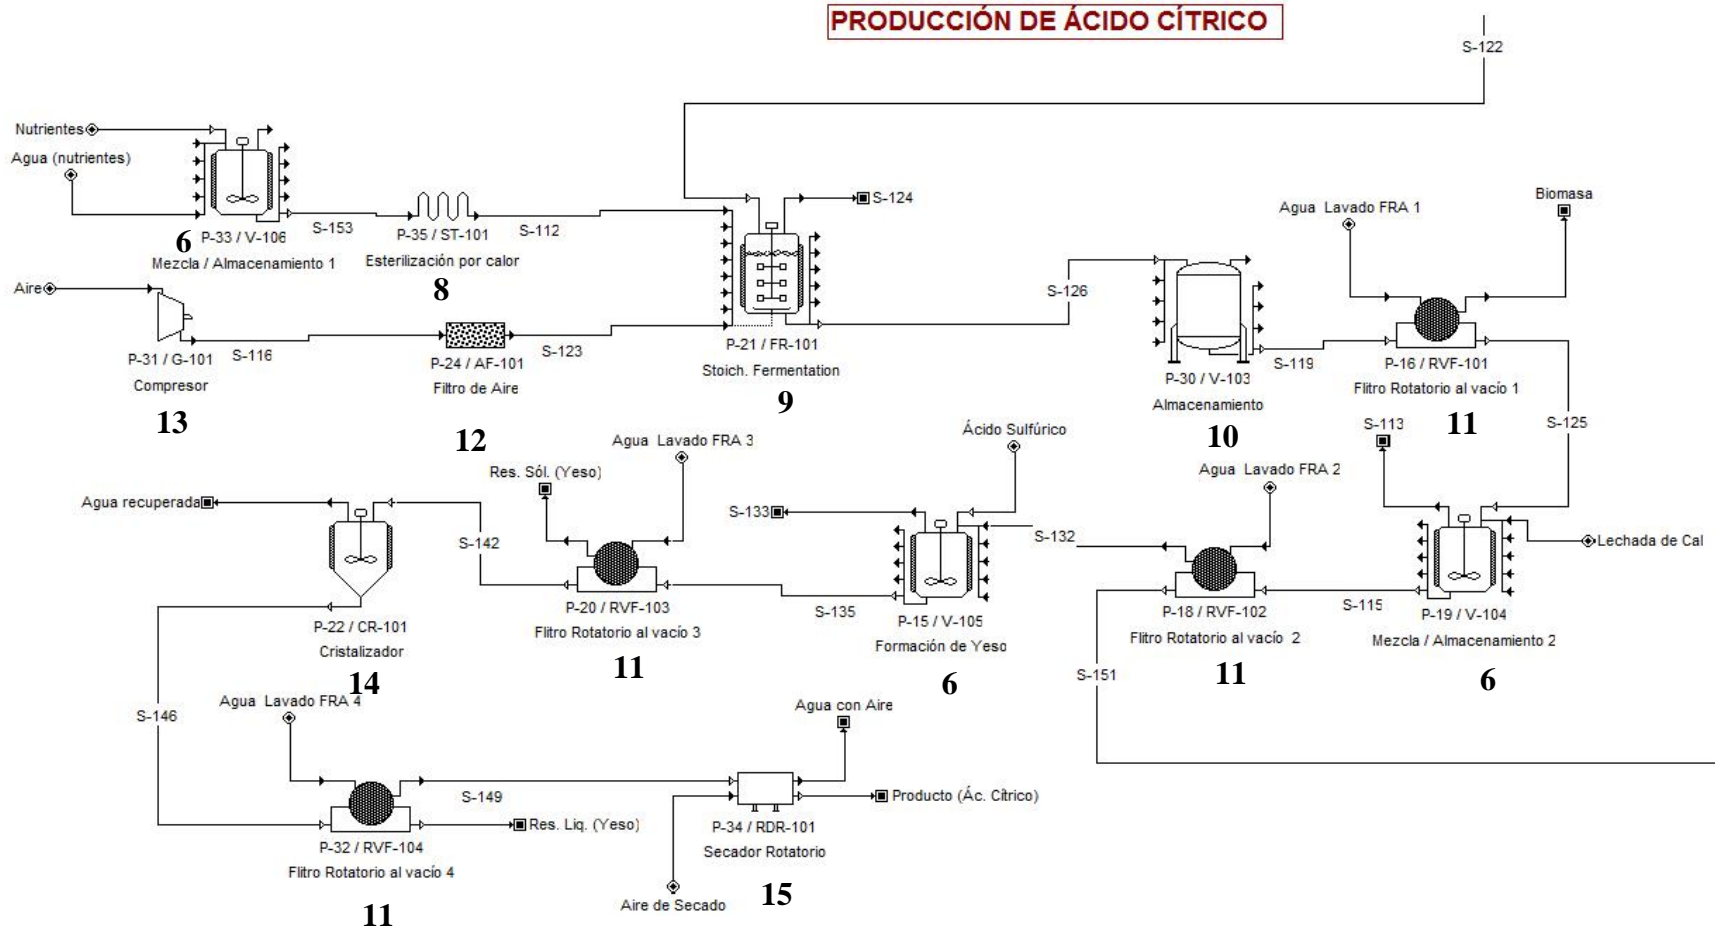 PRODUCCIÓN DE ÁCIDO CÍTRICO
S-122
Nutrientes
Agua (nutrientes)
6 P-33 / V-106
Mezcla / Almacenamiento 1
S-153
P-35 / ST-101
Esterilización por calor
8
S-112
S-124
Aire
P-31 / G-101
Compresor
13
S-116
P-24 / AF-101
Filtro de Aire
12
S-123
P-21 / FR-101
Stoich. Fermentation
9
S-126
P-30 / V-103
Almacenamiento
10
S-119
Agua Lavado FRA 1
Biomasa
P-16 / RVF-101
Flitro Rotatorio al vacío 1
11
S-125
S-113
Lechada de Cal
P-19 / V-104
Mezcla / Almacenamiento 2
6
S-115
Agua Lavado FRA 2
P-18 / RVF-102
Flitro Rotatorio al vacío 2
11
S-151
S-132
Ácido Sulfúrico
S-133
P-15 / V-105
Formación de Yeso
6
S-135
Agua Lavado FRA 3
Res. Sól. (Yeso)
P-20 / RVF-103
Flitro Rotatorio al vacío 3
11
S-142
Agua recuperada
P-22 / CR-101
Cristalizador
14
S-146
Agua Lavado FRA 4
P-32 / RVF-104
Flitro Rotatorio al vacío 4
11
Res. Liq. (Yeso)
S-149
Agua con Aire
Producto (Ác. Cítrico)
P-34 / RDR-101
Secador Rotatorio
15
Aire de Secado